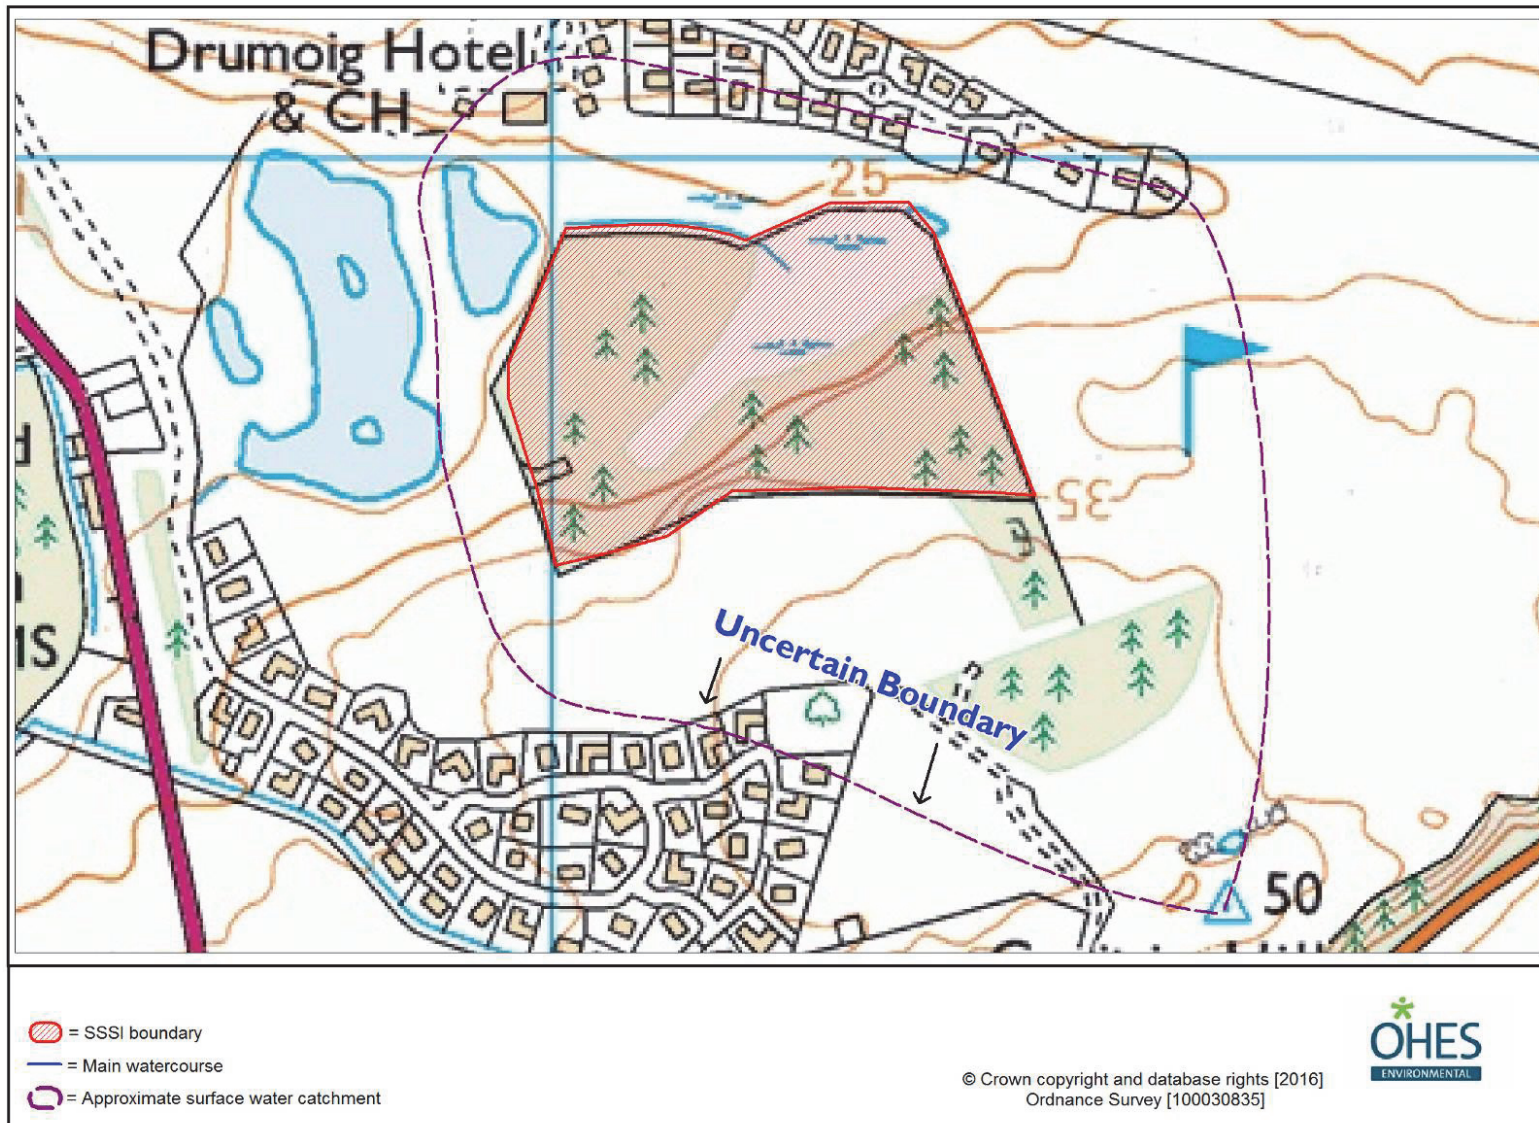 Drumoig Hotel
& CH
25
35
Uncertain Boundary
50
= SSSI boundary
= Main watercourse
= Approximate surface water catchment
© Crown copyright and database rights [2016]
Ordnance Survey [100030835]
OHES
ENVIRONMENTAL